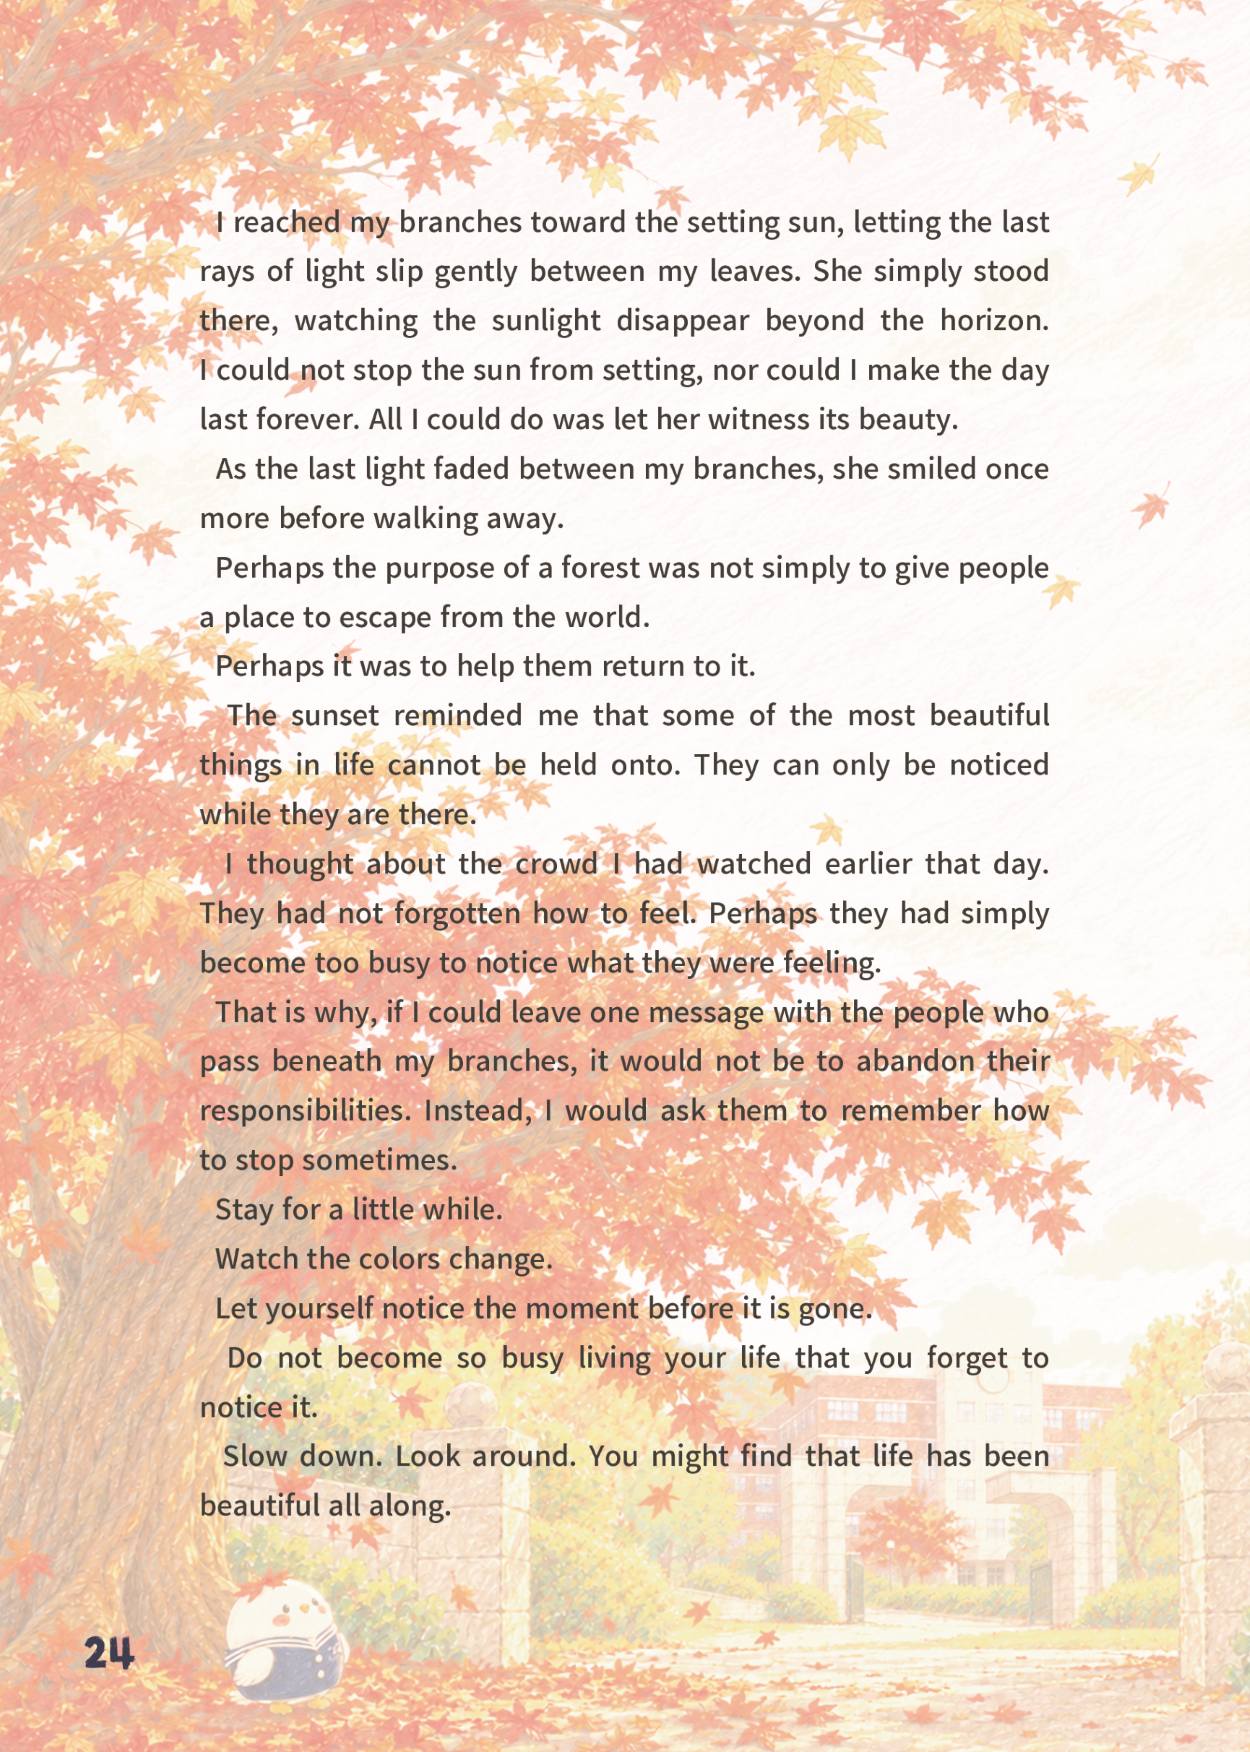 I reached my branches toward the setting sun, letting the last
rays of light slip gently between my leaves. She simply stood
there, watching the sunlight disappear beyond the horizon.
I could not stop the sun from setting, nor could I make the day
last forever. All I could do was let her witness its beauty.
As the last light faded between my branches, she smiled once
more before walking away.
Perhaps the purpose of a forest was not simply to give people
a place to escape from the world.
Perhaps it was to help them return to it.
The sunset reminded me that some of the most beautiful
things in life cannot be held onto. They can only be noticed
while they are there.
I thought about the crowd I had watched earlier that day.
They had not forgotten how to feel. Perhaps they had simply
become too busy to notice what they were feeling.
That is why, if I could leave one message with the people who
pass beneath my branches, it would not be to abandon their
responsibilities. Instead, I would ask them to remember how
to stop sometimes.
Stay for a little while.
Watch the colors change.
Let yourself notice the moment before it is gone.
Do not become so busy living your life that you forget to
notice it.
Slow down. Look around. You might find that life has been
beautiful all along.
24